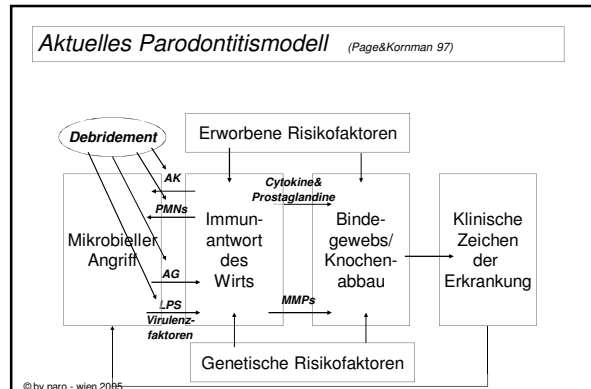 Aktuelles Parodontitismodell (Page&Kornman 97)
Debridement
Erworbene Risikofaktoren
AK
Cytokine&
Prostaglandine
PMNs
Mikrobieller
Angriff
Immun-
antwort
des
Wirts
Binde-
gewebs/
Knochen-
abbau
Klinische
Zeichen
der
Erkrankung
AG
LPS
Virulenz-
faktoren
MMPs
Genetische Risikofaktoren
© by paro - wien 2005